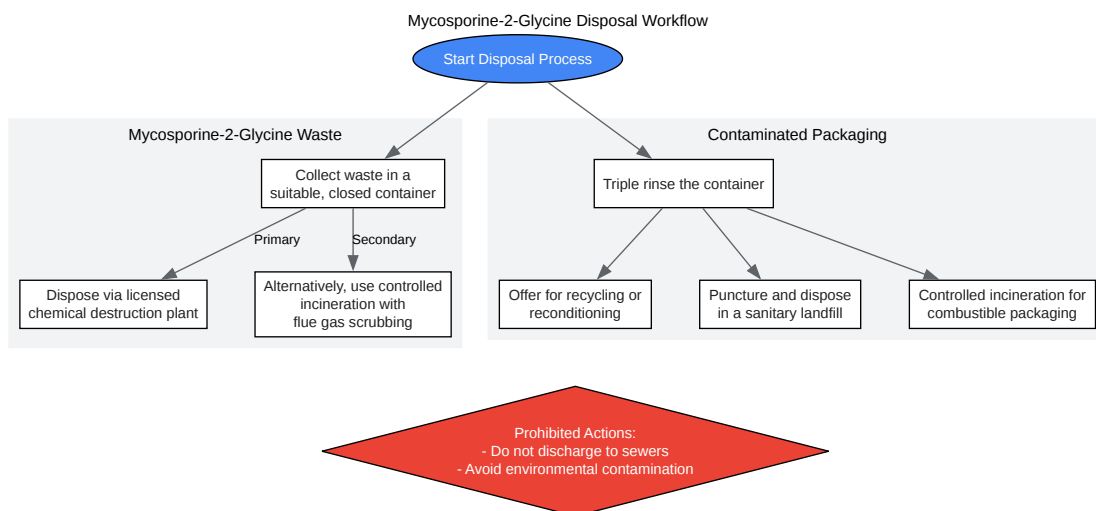 Mycosporine-2-Glycine Disposal Workflow
Start Disposal Process
Mycosporine-2-Glycine Waste
Collect waste in a
suitable, closed container
Primary
Secondary
Dispose via licensed
chemical destruction plant
Alternatively, use controlled
incineration with
flue gas scrubbing
Contaminated Packaging
Triple rinse the container
Offer for recycling or
reconditioning
Puncture and dispose
in a sanitary landfill
Controlled incineration for
combustible packaging
Prohibited Actions:
- Do not discharge to sewers
- Avoid environmental contamination